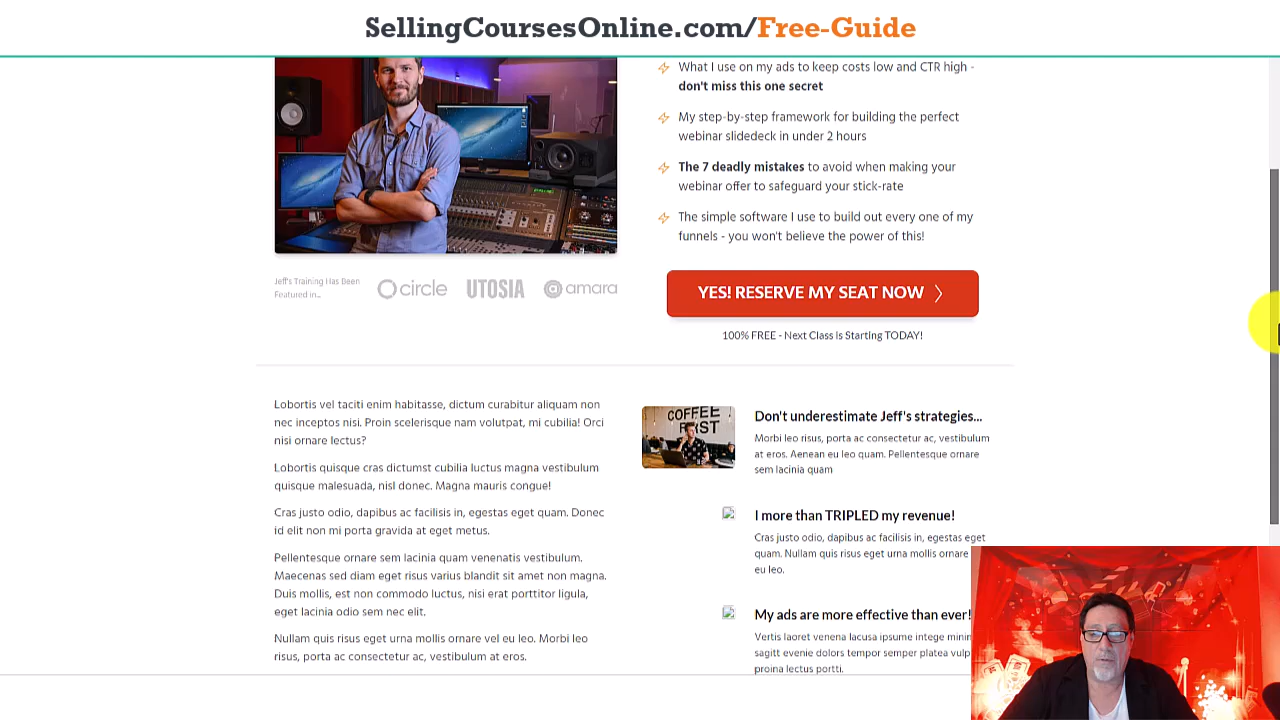 SellingCoursesOnline.com/Free-Guide
What I use on my ads to keep costs low and CTR high -
don't miss this one secret
My step-by-step framework for building the perfect
webinar slidedeck in under 2 hours
The 7 deadly mistakes to avoid when making your
webinar offer to safeguard your stick-rate
The simple software I use to build out every one of my
funnels - you won't believe the power of this!
Jeff's Training Has Been
Featured in...
circle
UTOSIA
amara
YES! RESERVE MY SEAT NOW
100% FREE - Next Class Is Starting TODAY!
Lobortis vel taciti enim habitasse, dictum curabitur aliquam non
nec inceptos nisi. Proin scelerisque nam volutpat, mi cubilia! Orci
nisi ornare lectus?
Lobortis quisque cras dictumst cubilia luctus magna vestibulum
quisque malesuada, nisl donec. Magna mauris congue!
Cras justo odio, dapibus ac facilisis in, egestas eget quam. Donec
id elit non mi porta gravida at eget metus.
Pellentesque ornare sem lacinia quam venenatis vestibulum.
Maecenas sed diam eget risus varius blandit sit amet non magna.
Duis mollis, est non commodo luctus, nisi erat porttitor ligula,
eget lacinia odio sem nec elit.
Nullam quis risus eget urna mollis ornare vel eu leo. Morbi leo
risus, porta ac consectetur ac, vestibulum at eros.
COFFEE
Don't underestimate Jeff's strategies...
Morbi leo risus, porta ac consectetur ac, vestibulum
at eros. Aenean eu leo quam. Pellentesque ornare
sem lacinia quam
I more than TRIPLED my revenue!
Cras justo odio, dapibus ac facilisis in, egestas eget
quam. Nullam quis risus eget urna mollis ornare
eu leo.
My ads are more effective than ever!
Vertis laoret venena lacusa ipsume intege
sagitt evenie dolors tempor semper platea
proina lectus portti.